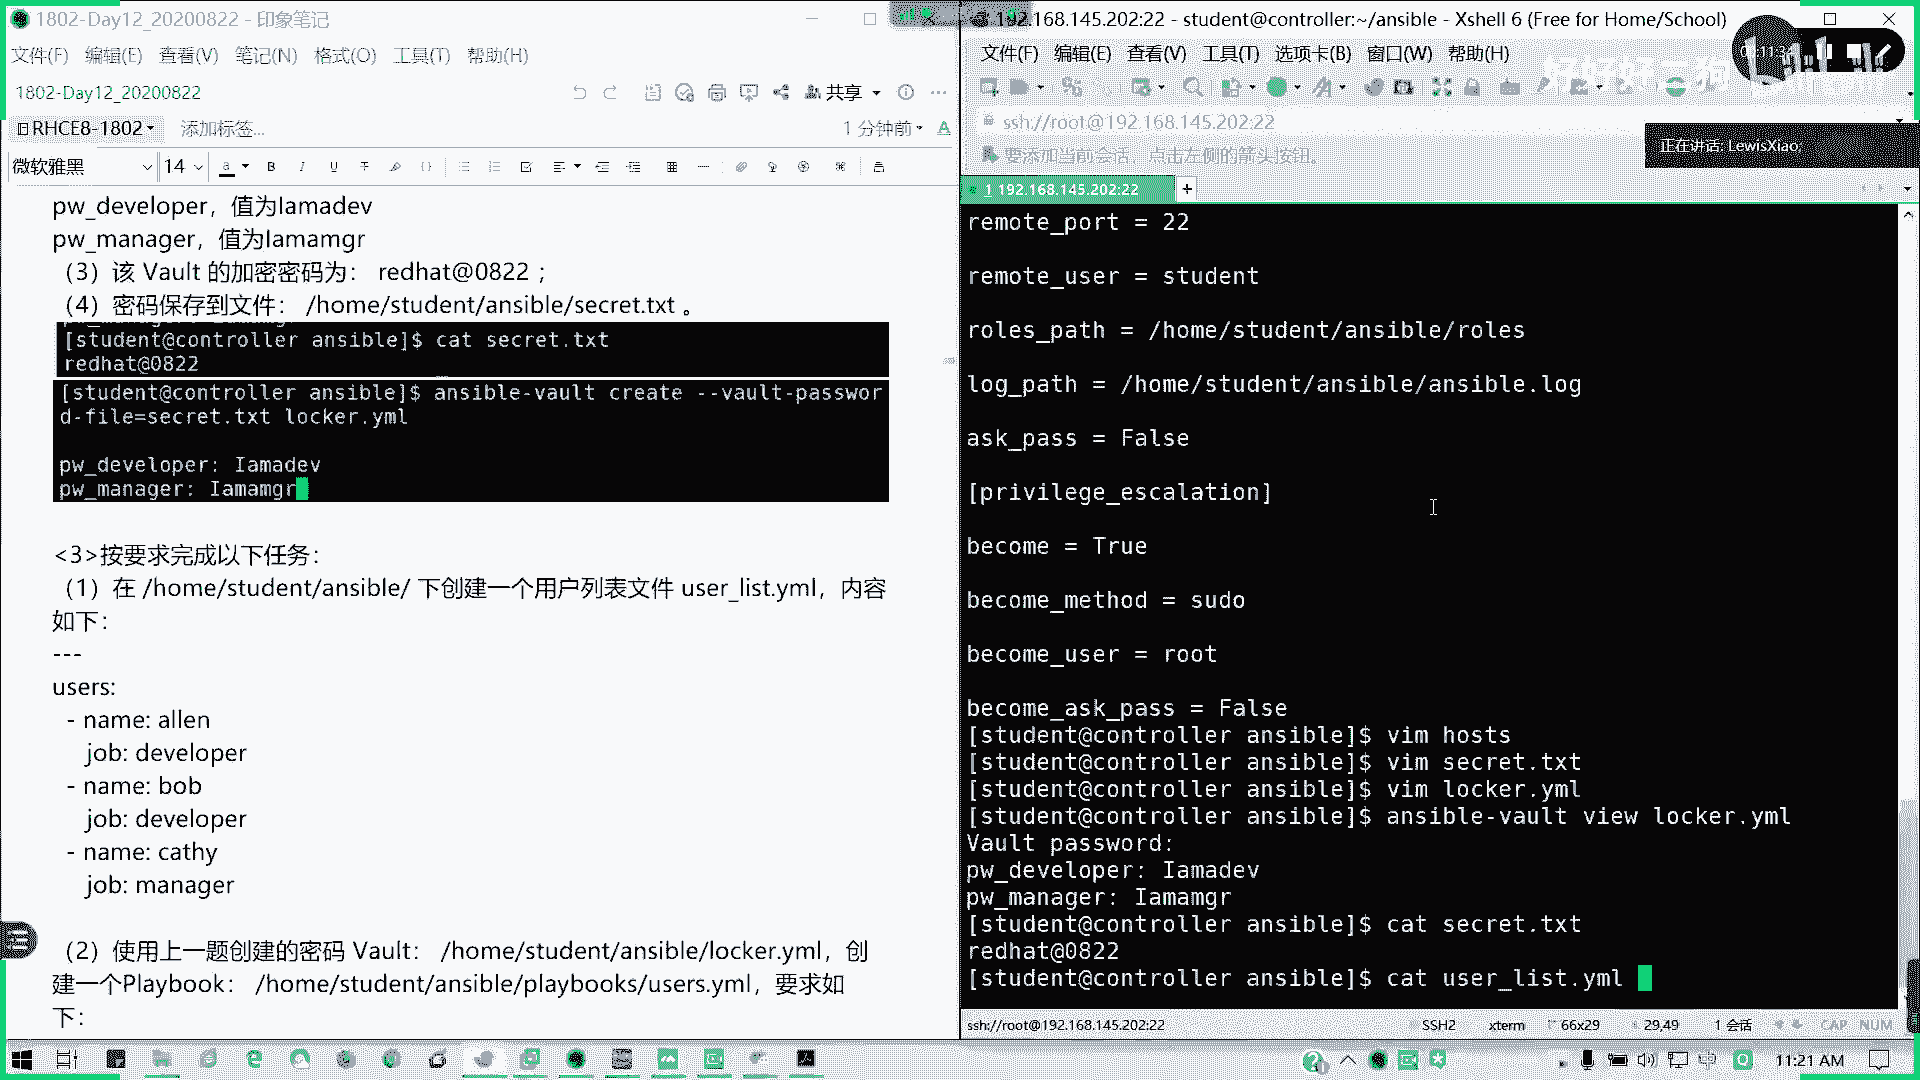 1802-Day12_20200822 - 印象笔记
文件(F) 编辑(E) 查看(V) 笔记(N) 格式(O) 工具(T) 帮助(H)
1802-Day12_20200822
共享
RHCE8-1802 添加标签...
1 分钟前
微软雅黑 14
pw_developer，值为Iamadev
pw_manager，值为Iamamgr
（3）该 Vault 的加密密码为： redhat@0822 ；
（4）密码保存到文件： /home/student/ansible/secret.txt 。
[student@controller ansible]$ cat secret.txt
redhat@0822
[student@controller ansible]$ ansible-vault create --vault-passwor
d-file=secret.txt locker.yml
pw_developer: Iamadev
pw_manager: Iamamgr
<3>按要求完成以下任务：
（1）在 /home/student/ansible/ 下创建一个用户列表文件 user_list.yml，内容
如下：
---
users:
- name: allen
job: developer
- name: bob
job: developer
- name: cathy
job: manager
（2）使用上一题创建的密码 Vault： /home/student/ansible/locker.yml，创
建一个Playbook： /home/student/ansible/playbooks/users.yml，要求如
下：
192.168.145.202:22 - student@controller:~/ansible - Xshell 6 (Free for Home/School)
文件(F) 编辑(E) 查看(V) 工具(T) 选项卡(B) 窗口(W) 帮助(H)
ssh://root@192.168.145.202:22
要添加当前会话，点击左侧的箭头按钮。
正在讲话: LewisXiao;
1 192.168.145.202:22
remote_port = 22
remote_user = student
roles_path = /home/student/ansible/roles
log_path = /home/student/ansible/ansible.log
ask_pass = False
[privilege_escalation]
become = True
become_method = sudo
become_user = root
become_ask_pass = False
[student@controller ansible]$ vim hosts
[student@controller ansible]$ vim secret.txt
[student@controller ansible]$ vim locker.yml
[student@controller ansible]$ ansible-vault view locker.yml
Vault password:
pw_developer: Iamadev
pw_manager: Iamamgr
[student@controller ansible]$ cat secret.txt
redhat@0822
[student@controller ansible]$ cat user_list.yml
ssh://root@192.168.145.202:22 SSH2 xterm 66x29 29,49 1 会话 CAP NUM
11:21 AM